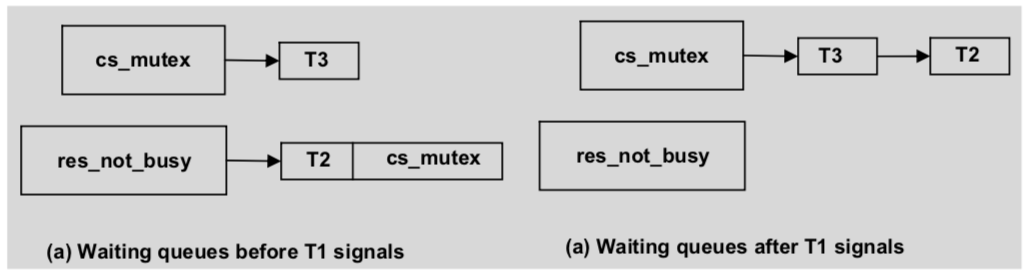 cs_mutex
T3
res_not_busy
T2
cs_mutex
(a) Waiting queues before T1 signals
cs_mutex
T3
T2
res_not_busy
(a) Waiting queues after T1 signals